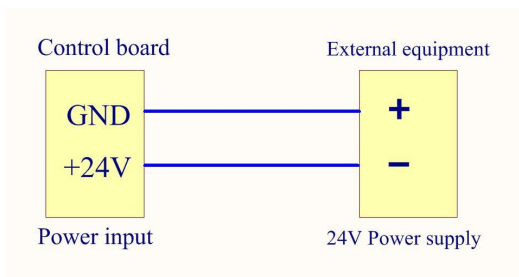 Control board
External equipment
GND
+
+24V
−
Power input
24V Power supply